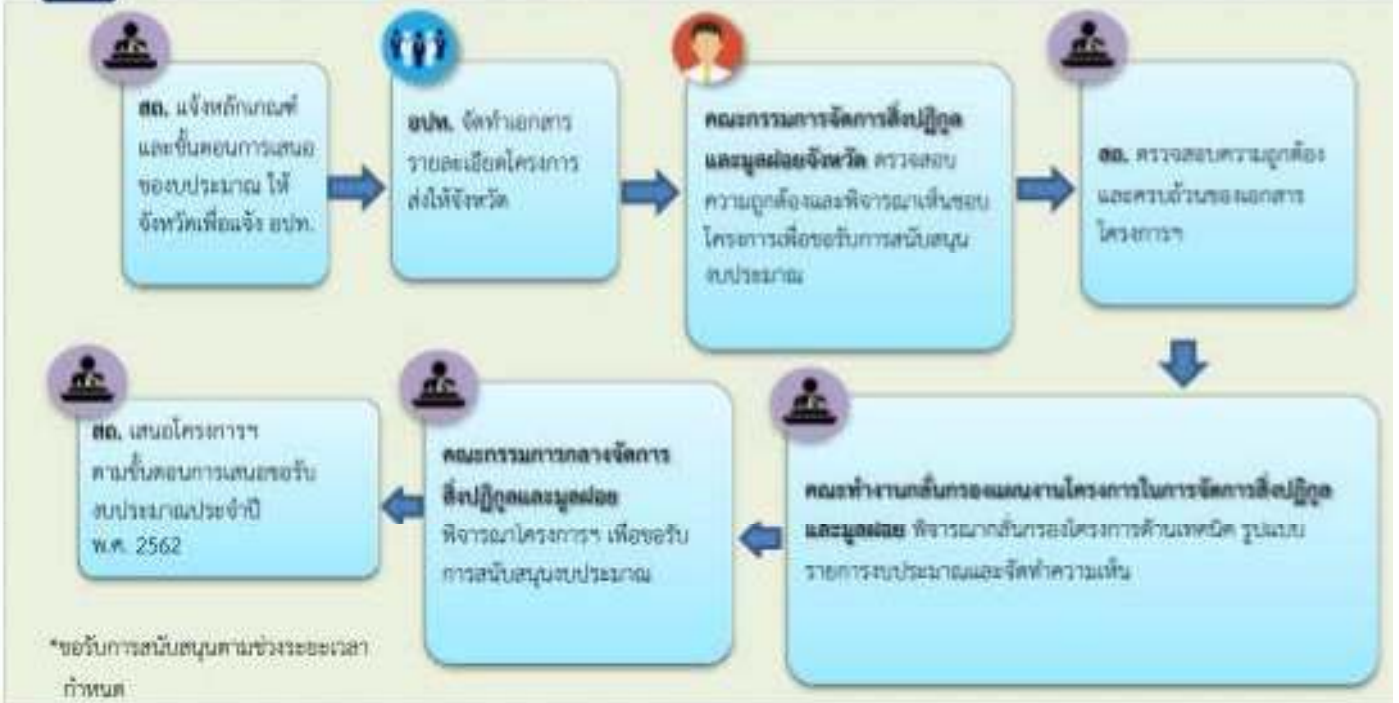 สถ. แจ้งหลักเกณฑ์
และขั้นตอนการเสนอ
ของบประมาณ ให้
จังหวัดเพื่อแจ้ง อปท.
อปท. จัดทำเอกสาร
รายละเอียดโครงการ
ส่งให้จังหวัด
คณะกรรมการจัดการสิ่งปฏิกูล
และมูลฝอยจังหวัด ตรวจสอบ
ความถูกต้องและพิจารณาเห็นชอบ
โครงการเพื่อขอรับการสนับสนุน
งบประมาณ
สถ. ตรวจสอบความถูกต้อง
และครบถ้วนของเอกสาร
โครงการฯ
คณะทำงานกลั่นกรองแผนงานโครงการในการจัดการสิ่งปฏิกูล
และมูลฝอย พิจารณากลั่นกรองโครงการด้านเทคนิค รูปแบบ
รายการงบประมาณและจัดทำความเห็น
คณะกรรมการกลางจัดการ
สิ่งปฏิกูลและมูลฝอย
พิจารณาโครงการฯ เพื่อขอรับ
การสนับสนุนงบประมาณ
สถ. เสนอโครงการฯ
ตามขั้นตอนการเสนอขอรับ
งบประมาณประจำปี
พ.ศ. 2562
*ขอรับการสนับสนุนตามช่วงระยะเวลา
กำหนด